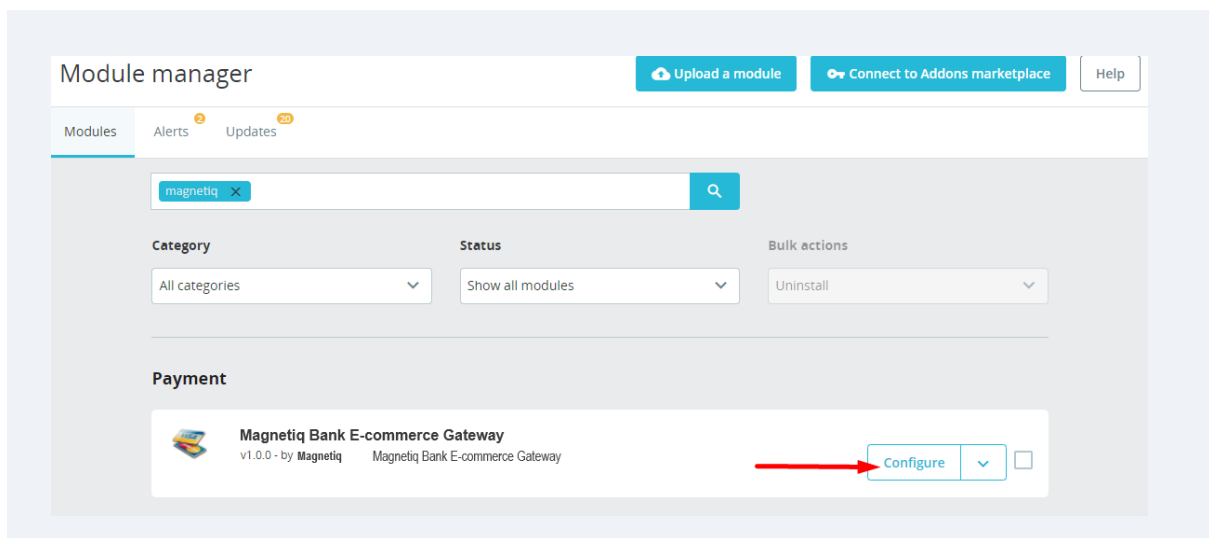 Module manager
Upload a module
Connect to Addons marketplace
Help
Modules
Alerts 2
Updates 20
magnetiq
Category
Status
Bulk actions
All categories
Show all modules
Uninstall
Payment
Magnetiq Bank E-commerce Gateway
v1.0.0 - by Magnetiq Magnetiq Bank E-commerce Gateway
Configure